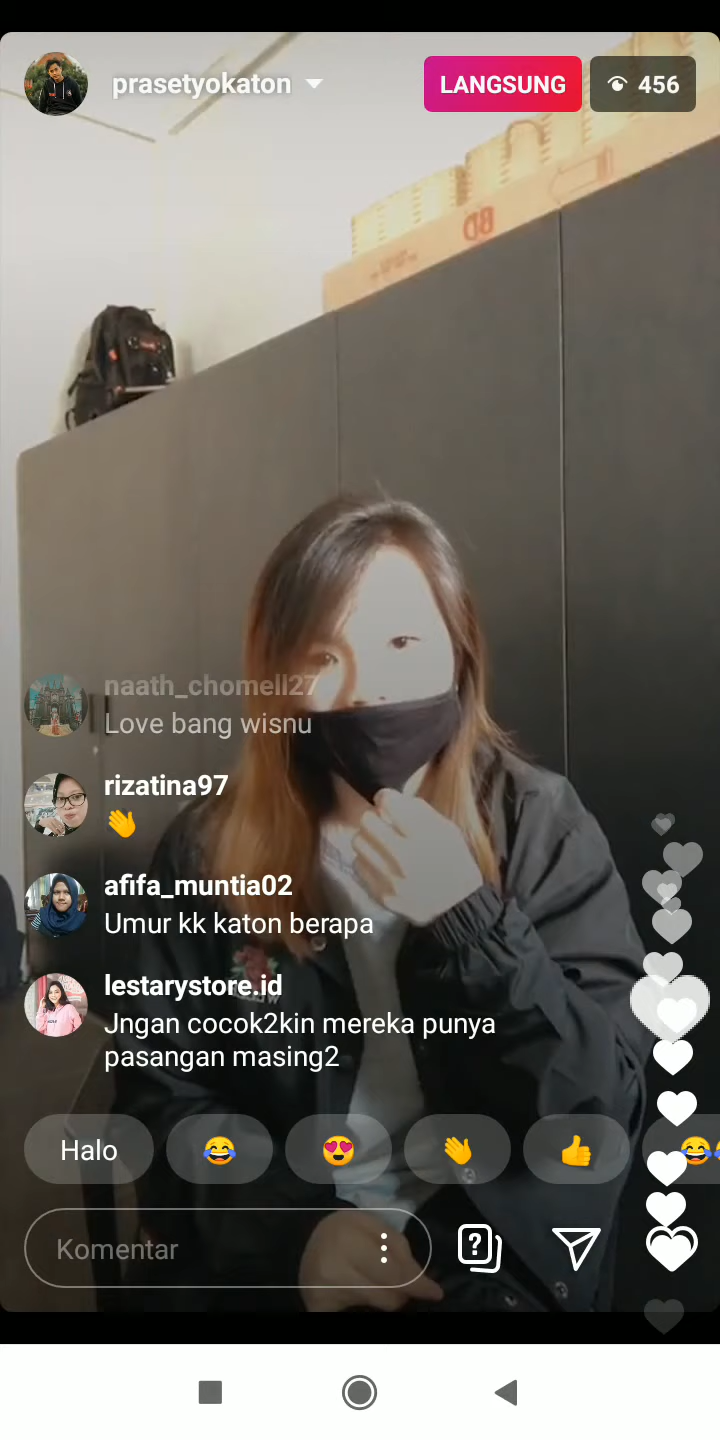 prasetyokaton
LANGSUNG
456
BD
naath_chomell27
Love bang wisnu
rizatina97
👋
afifa_muntia02
Umur kk katon berapa
lestarystore.id
Jngan cocok2kin mereka punya
pasangan masing2
Halo
😂
😍
👋
👍
Komentar